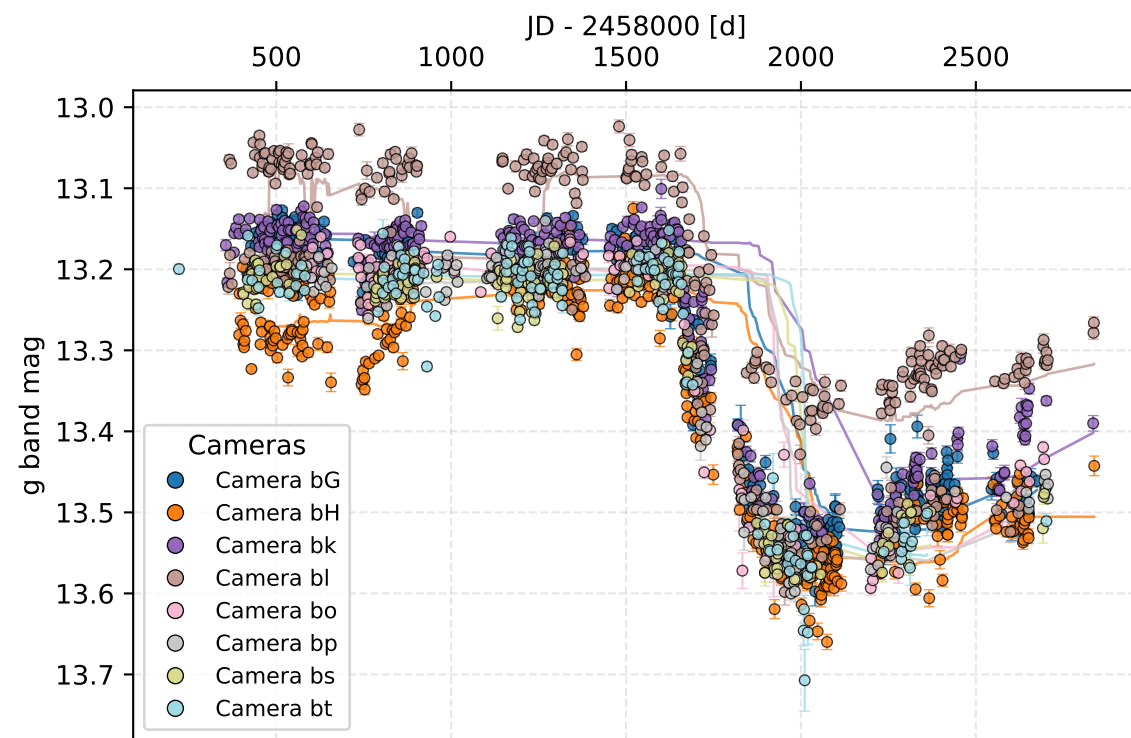 JD - 2458000 [d]
500 1000 1500 2000 2500
g band mag
13.0
13.1
13.2
13.3
13.4
13.5
13.6
13.7
Cameras
Camera bG
Camera bH
Camera bk
Camera bl
Camera bo
Camera bp
Camera bs
Camera bt